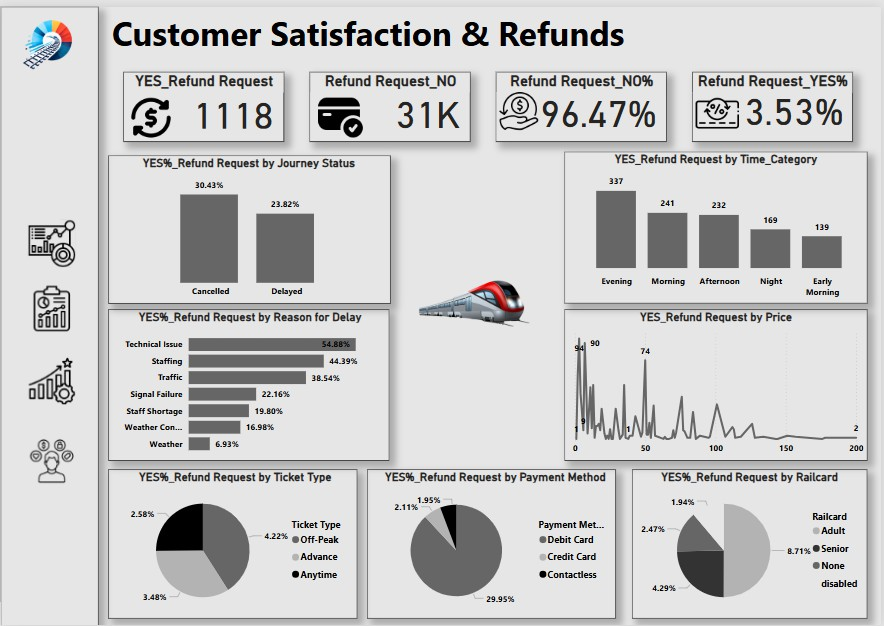 Customer Satisfaction & Refunds
YES_Refund Request
1118
Refund Request_NO
31K
Refund Request_NO%
96.47%
Refund Request_YES%
3.53%
YES%_Refund Request by Journey Status
30.43%
23.82%
Cancelled
Delayed
YES_Refund Request by Time_Category
337
241
232
169
139
Evening
Morning
Afternoon
Night
Early
Morning
YES%_Refund Request by Reason for Delay
Technical Issue
54.88%
Staffing
44.39%
Traffic
38.54%
Signal Failure
22.16%
Staff Shortage
19.80%
Weather Con...
16.98%
Weather
6.93%
YES_Refund Request by Price
94
90
74
9
1
1
2
0
50
100
150
200
YES%_Refund Request by Ticket Type
2.58%
4.22%
3.48%
Ticket Type
Off-Peak
Advance
Anytime
YES%_Refund Request by Payment Method
1.95%
2.11%
29.95%
Payment Met...
Debit Card
Credit Card
Contactless
YES%_Refund Request by Railcard
1.94%
2.47%
8.71%
4.29%
Railcard
Adult
Senior
None
disabled